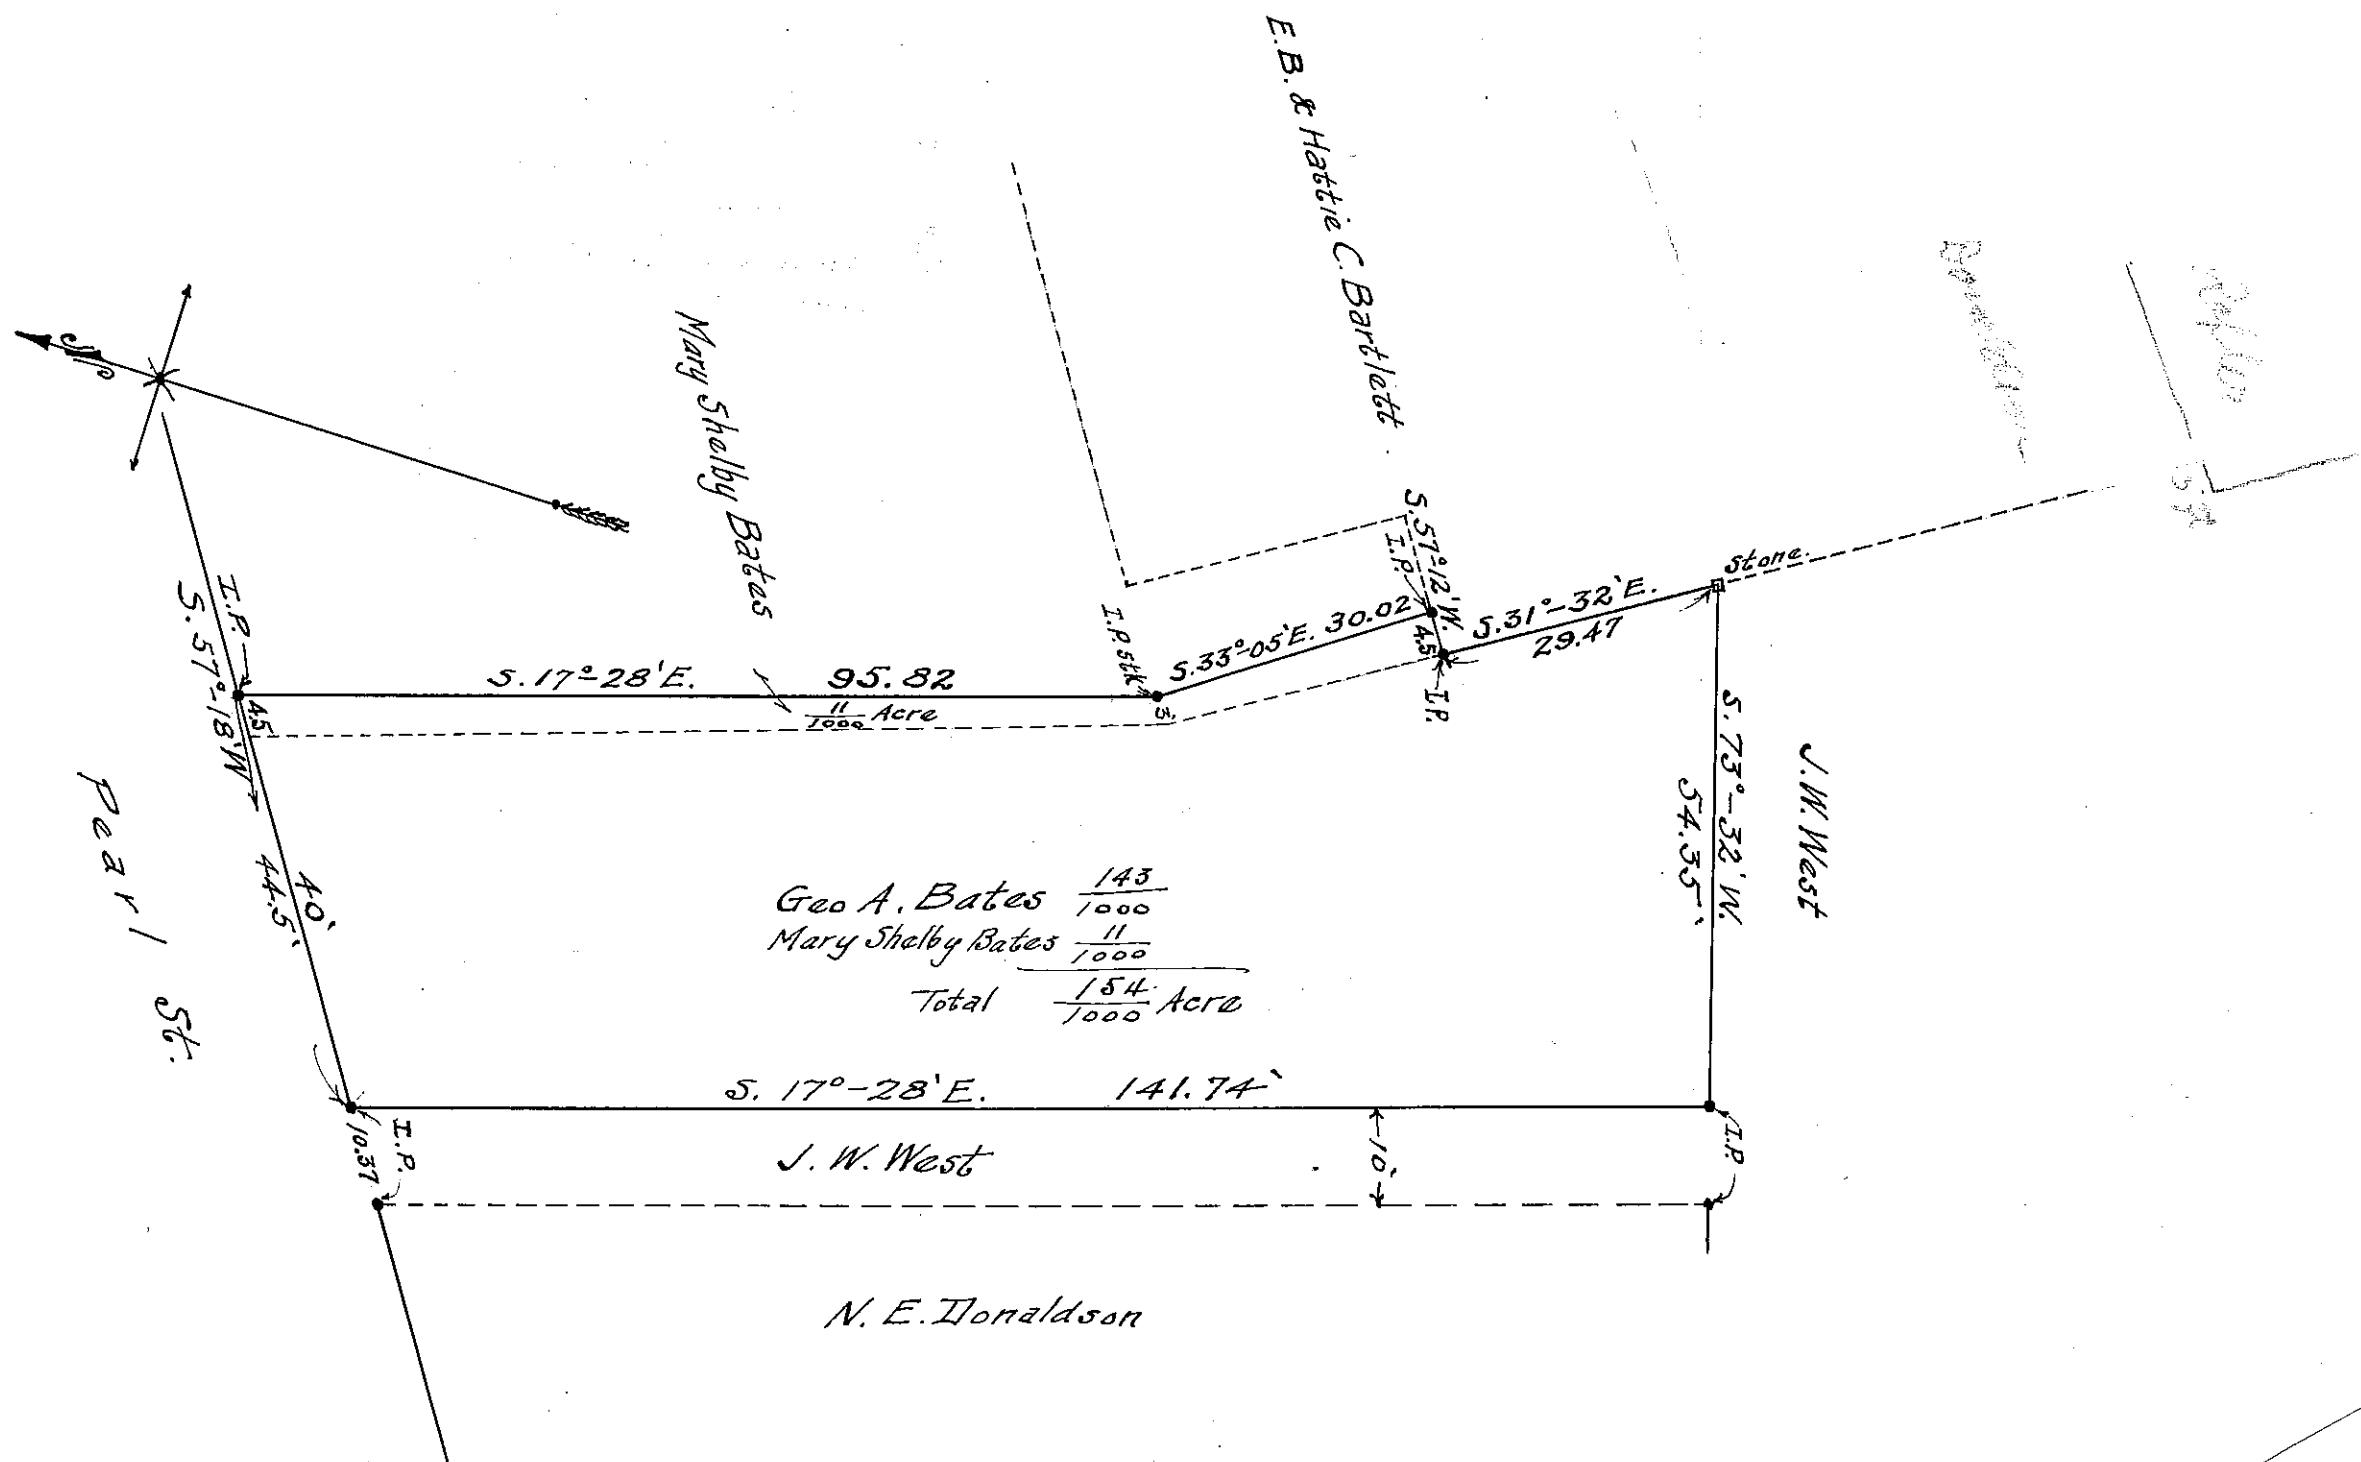 E.B. & Hattie C. Bartlett
Mary Shelby Bates
N
S. 57°-12'W.
I.P.
4.5
Stone.
S. 31°-32'E.
29.47
S. 33°-05'E. 30.02
I.P. stk
3'
I.P.
I.P.
S. 57°-18'W
4.5
S. 17°-28'E. 95.82
11/1000 Acre
S. 73°-32'W.
54.35'
J.W. West
Pearl St.
40'
44.5'
Geo A. Bates 143/1000
Mary Shelby Bates 11/1000
Total 154/1000 Acre
S. 17°-28'E. 141.74'
I.P.
10.37
J. W. West
10'
I.P.
N. E. Donaldson